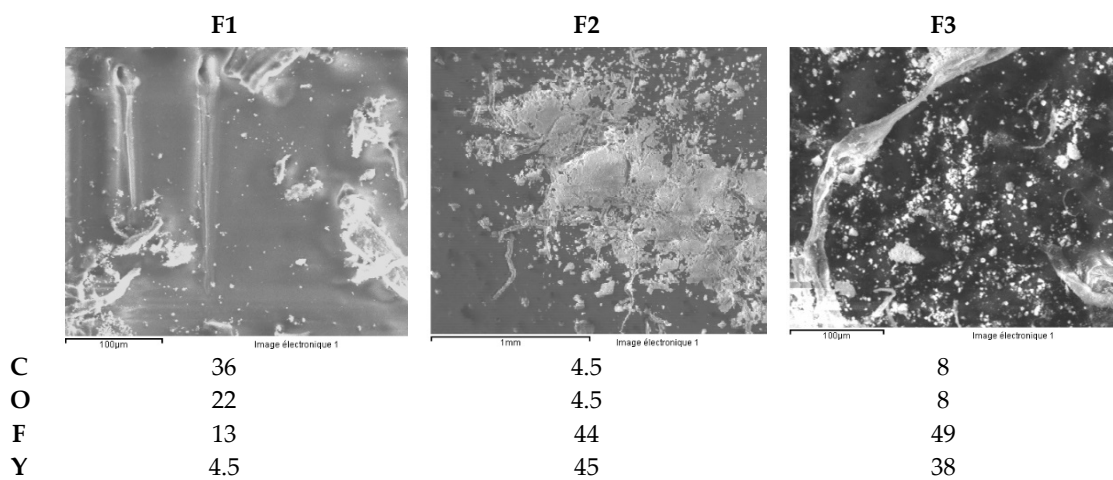 F1 F2 F3
100µm Image électronique 1 1mm Image électronique 1 100µm Image électronique 1
C 36 4.5 8
O 22 4.5 8
F 13 44 49
Y 4.5 45 38